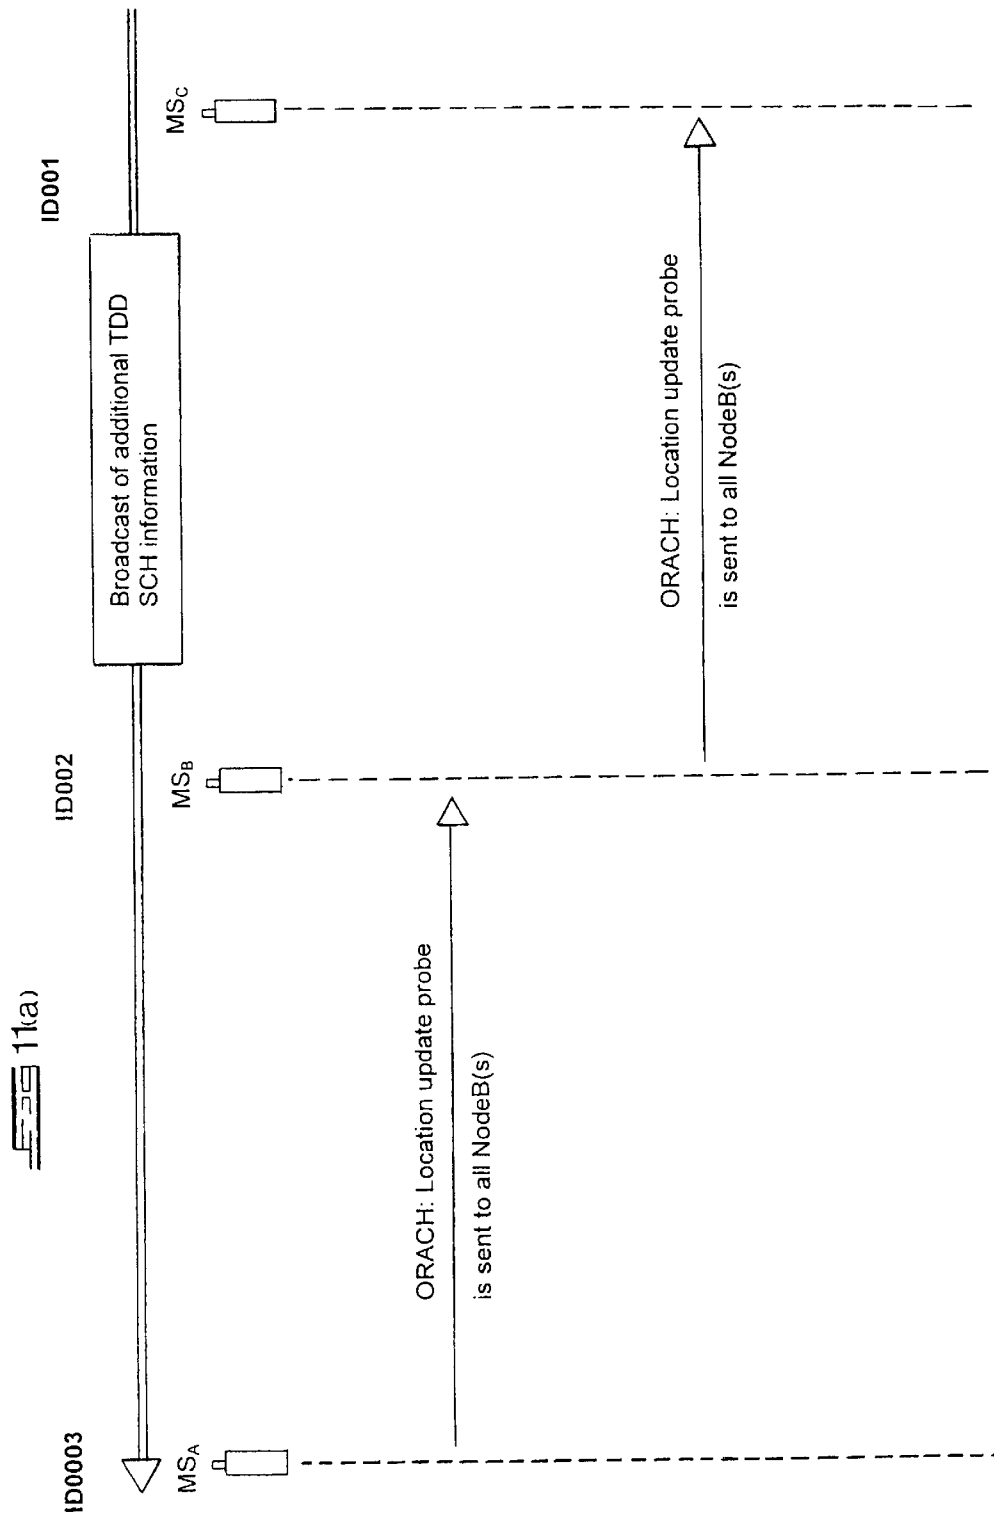 Fig 11(a)
ID0003
ID002
ID001
Broadcast of additional TDD
SCH information
MSA
MSB
MSC
ORACH: Location update probe
is sent to all NodeB(s)
ORACH: Location update probe
is sent to all NodeB(s)